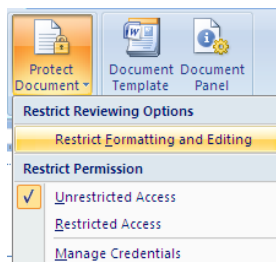 Protect Document Document
Document Template Panel
Restrict Reviewing Options
Restrict Formatting and Editing
Restrict Permission
Unrestricted Access
Restricted Access
Manage Credentials